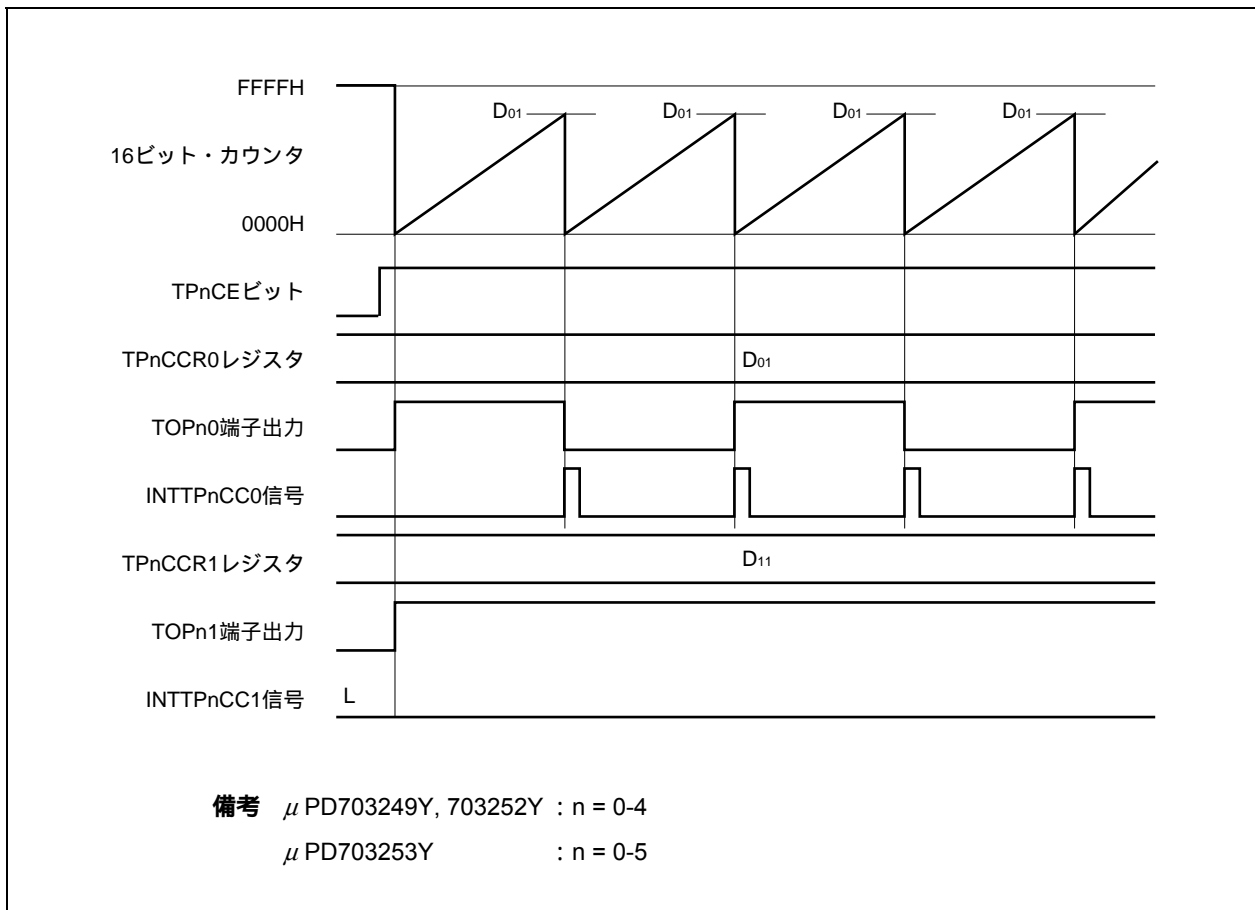 FFFFH
D01 D01 D01 D01
16ビット・カウンタ
0000H
TPnCEビット
TPnCCR0レジスタ D01
TOPn0端子出力
INTTPnCC0信号
TPnCCR1レジスタ D11
TOPn1端子出力
INTTPnCC1信号 L
備考 μ PD703249Y, 703252Y : n = 0-4
μ PD703253Y : n = 0-5